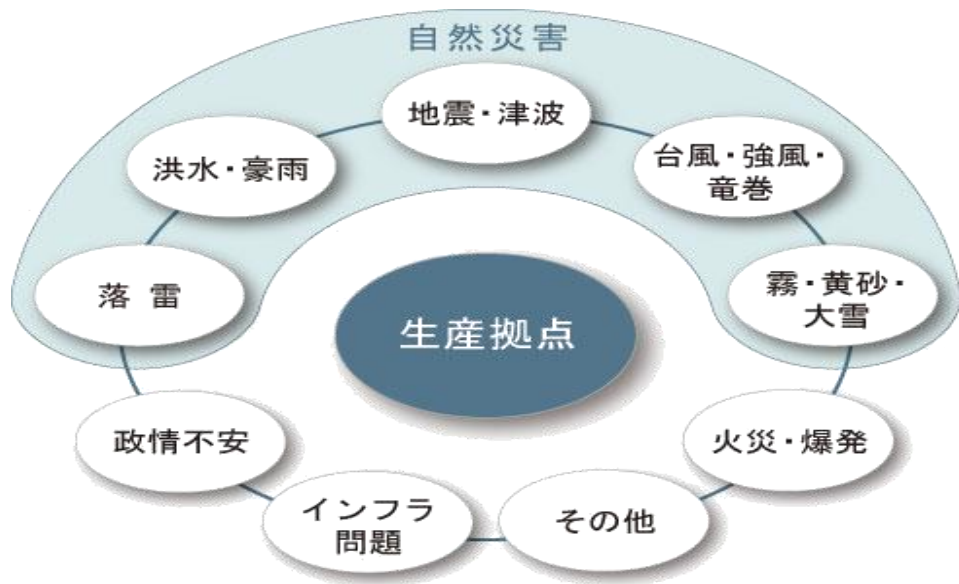 自然災害
地震・津波
洪水・豪雨
台風・強風・
竜巻
落雷
霧・黄砂・
大雪
生産拠点
政情不安
火災・爆発
インフラ
問題
その他